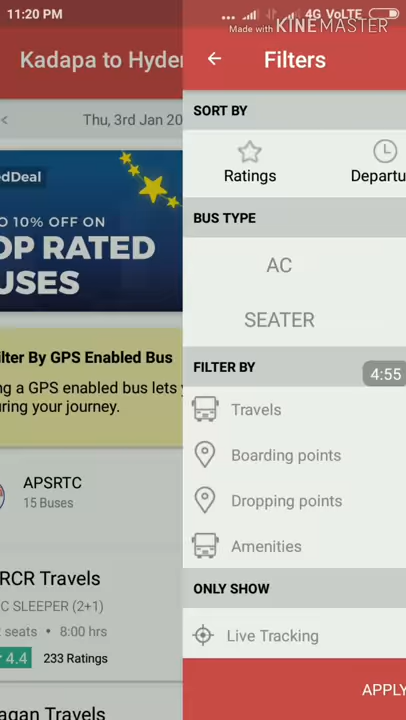 11:20 PM
4G VoLTE
Made with KINEMASTER
Kadapa to Hyder
Filters
< Thu, 3rd Jan 20
SORT BY
Ratings
Departu
BUS TYPE
AC
SEATER
edDeal
O 10% OFF ON
OP RATED
USES
ilter By GPS Enabled Bus
ng a GPS enabled bus lets y
uring your journey.
FILTER BY
4:55
Travels
Boarding points
Dropping points
Amenities
APSRTC
15 Buses
ONLY SHOW
Live Tracking
RCR Travels
C SLEEPER (2+1)
seats • 8:00 hrs
4.4 233 Ratings
agan Travels
APPLY